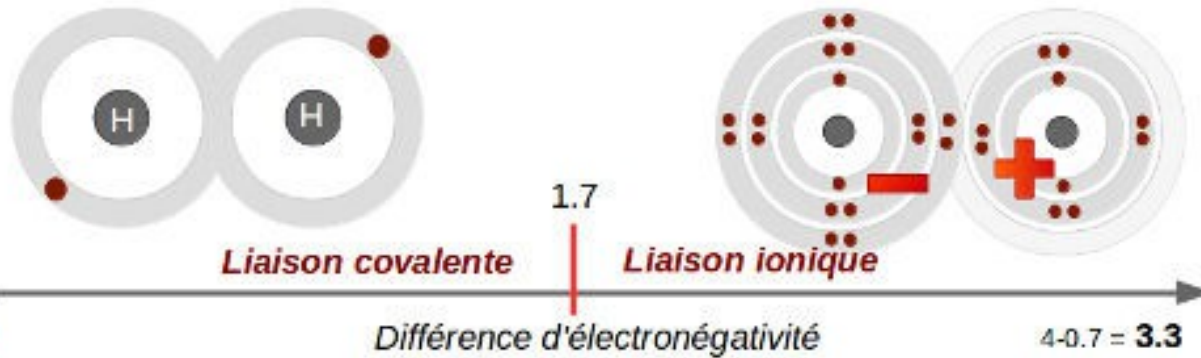 H H
1.7
Liaison covalente
Liaison ionique
Différence d'électronégativité
4-0.7 = 3.3